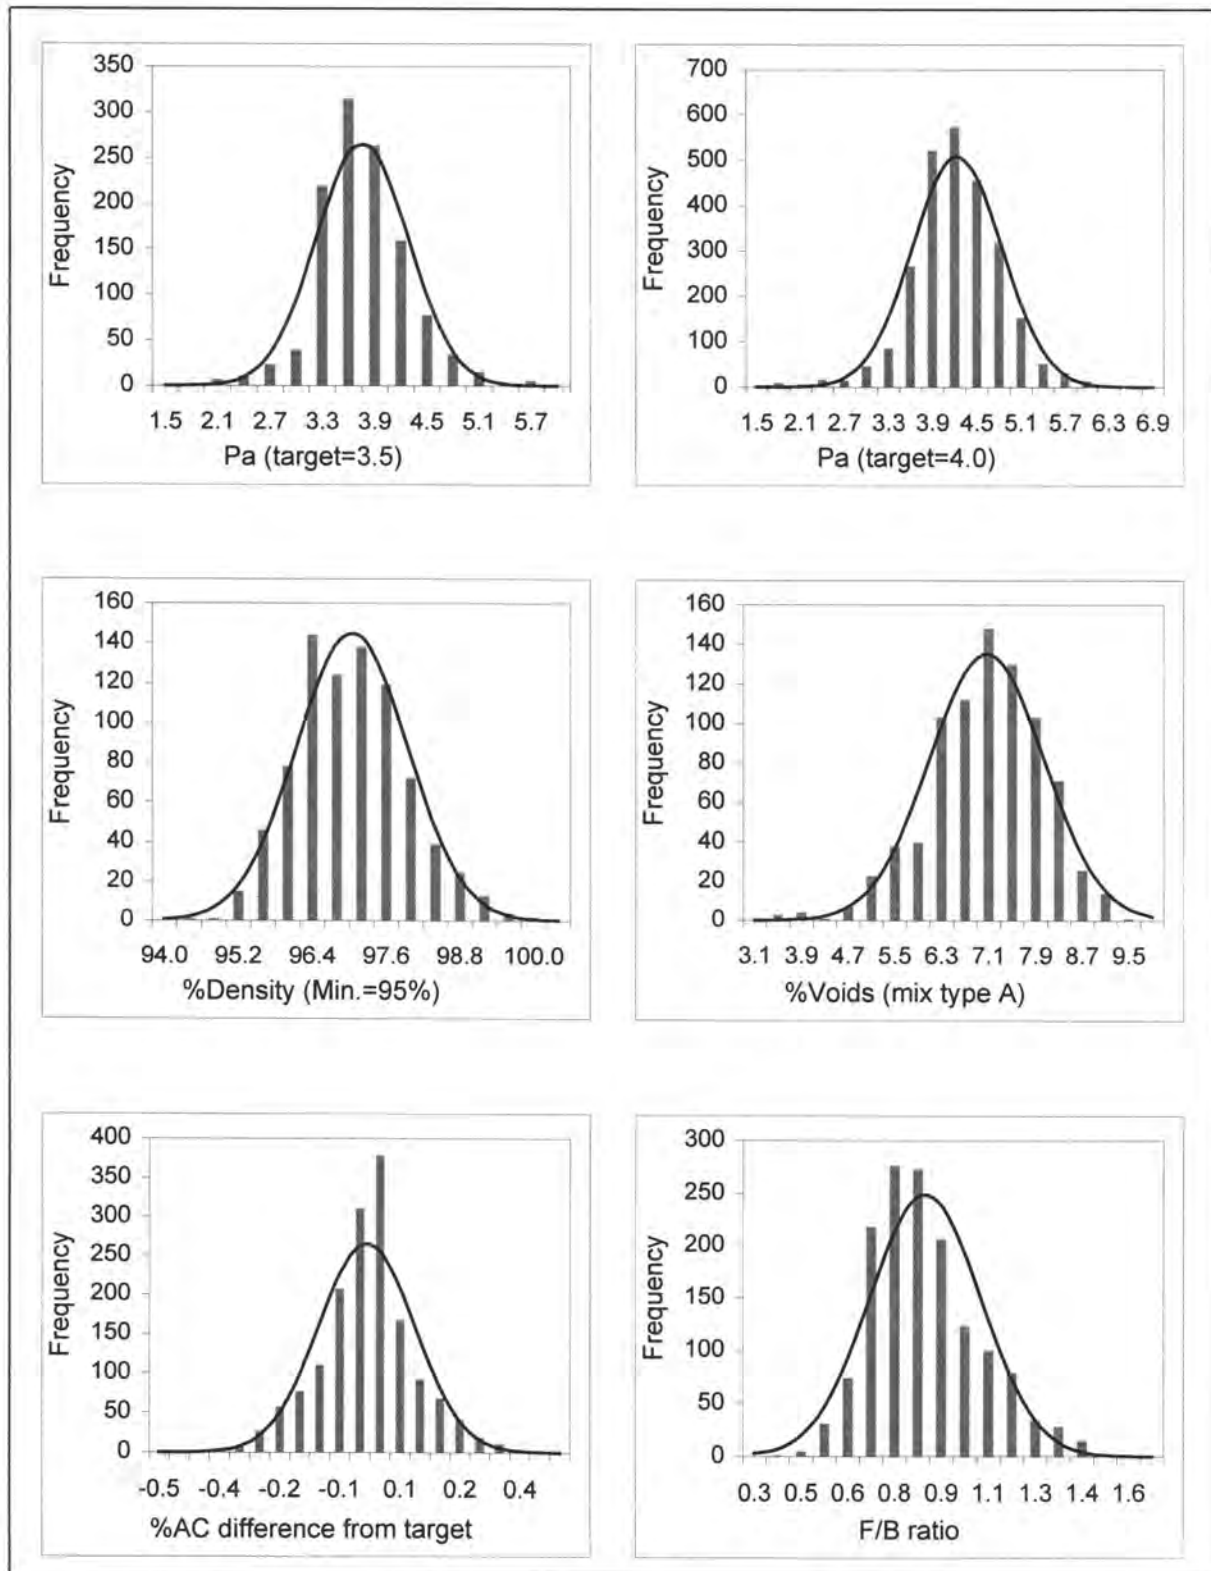 350
300
250
200
150
100
50
0
Frequency
1.5 2.1 2.7 3.3 3.9 4.5 5.1 5.7
Pa (target=3.5)
700
600
500
400
300
200
100
0
Frequency
1.5 2.1 2.7 3.3 3.9 4.5 5.1 5.7 6.3 6.9
Pa (target=4.0)
160
140
120
100
80
60
40
20
0
Frequency
94.0 95.2 96.4 97.6 98.8 100.0
%Density (Min.=95%)
160
140
120
100
80
60
40
20
0
Frequency
3.1 3.9 4.7 5.5 6.3 7.1 7.9 8.7 9.5
%Voids (mix type A)
400
350
300
250
200
150
100
50
0
Frequency
-0.5 -0.4 -0.2 -0.1 0.1 0.2 0.4
%AC difference from target
300
250
200
150
100
50
0
Frequency
0.3 0.5 0.6 0.8 0.9 1.1 1.3 1.4 1.6
F/B ratio